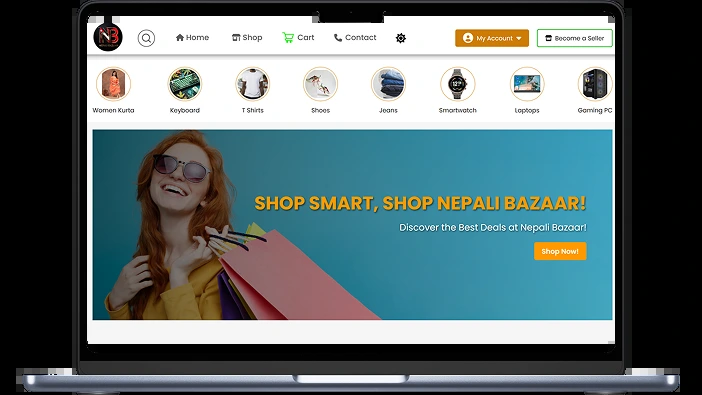 NB
Home
Shop
Cart
Contact
My Account
Become a Seller
Women Kurta
Keyboard
T Shirts
Shoes
Jeans
Smartwatch
Laptops
Gaming PC
SHOP SMART, SHOP NEPALI BAZAAR!
Discover the Best Deals at Nepali Bazaar!
Shop Now!